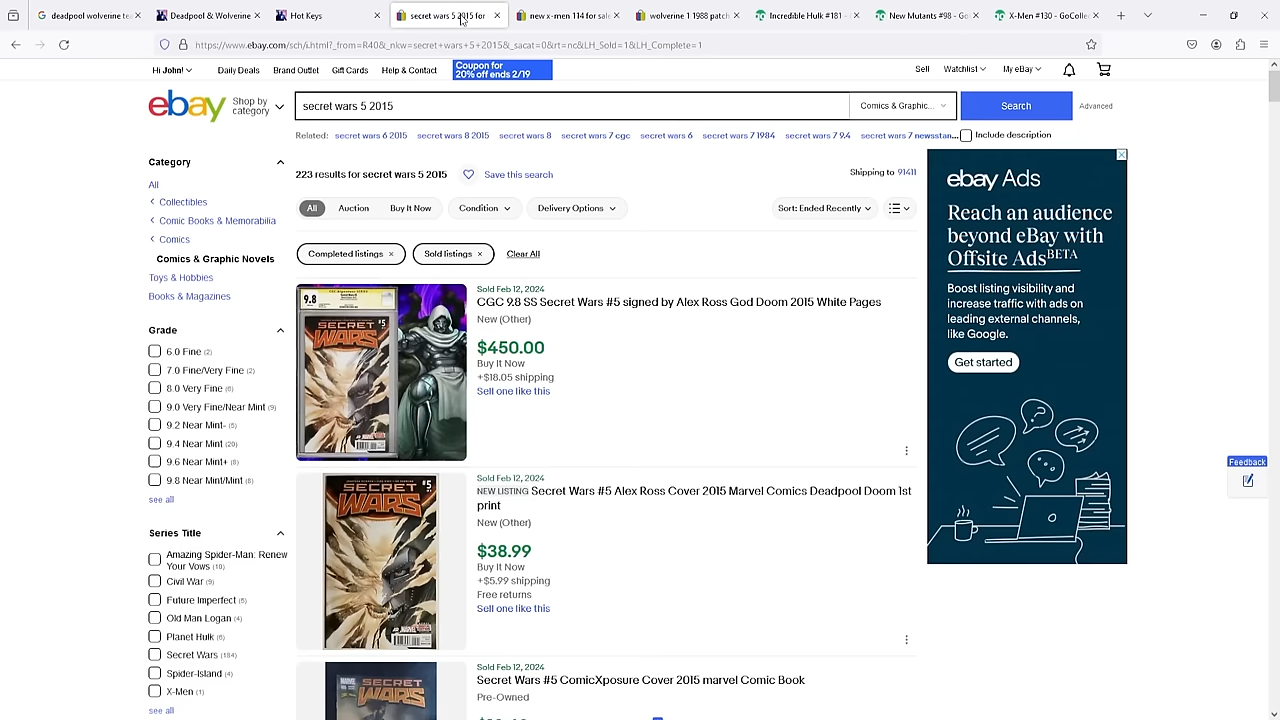 deadpool wolverine tea
Deadpool & Wolverine
Hot Keys
secret wars 5 2015 for
new x-men 114 for sale
wolverine 1 1988 patch
Incredible Hulk #181 -
New Mutants #98 - Go
X-Men #130 - GoCollec
https://www.ebay.com/sch/i.html?_from=R40&_nkw=secret+wars+5+2015&_sacat=0&rt=nc&LH_Sold=1&LH_Complete=1
Hi John!
Daily Deals
Brand Outlet
Gift Cards
Help & Contact
Coupon for
20% off ends 2/19
Sell
Watchlist
My eBay
ebay
Shop by
category
secret wars 5 2015
Comics & Graphic...
Search
Advanced
Related: secret wars 6 2015 secret wars 8 2015 secret wars 8 secret wars 7 cgc secret wars 6 secret wars 7 1984 secret wars 7 9.4 secret wars 7 newsstan...
Include description
Category
All
Collectibles
Comic Books & Memorabilia
Comics
Comics & Graphic Novels
Toys & Hobbies
Books & Magazines
Grade
6.0 Fine (2)
7.0 Fine/Very Fine (2)
8.0 Very Fine (6)
9.0 Very Fine/Near Mint (9)
9.2 Near Mint- (5)
9.4 Near Mint (20)
9.6 Near Mint+ (8)
9.8 Near Mint/Mint (8)
see all
Series Title
Amazing Spider-Man: Renew
Your Vows (10)
Civil War (9)
Future Imperfect (5)
Old Man Logan (4)
Planet Hulk (6)
Secret Wars (184)
Spider-Island (4)
X-Men (1)
see all
223 results for secret wars 5 2015
Save this search
Shipping to 91411
All
Auction
Buy It Now
Condition
Delivery Options
Sort: Ended Recently
Completed listings
Sold listings
Clear All
9.8
SECRET
WARS
#5
Sold Feb 12, 2024
CGC 9.8 SS Secret Wars #5 signed by Alex Ross God Doom 2015 White Pages
New (Other)
$450.00
Buy It Now
+$18.05 shipping
Sell one like this
SECRET
WARS
#5
Sold Feb 12, 2024
NEW LISTING Secret Wars #5 Alex Ross Cover 2015 Marvel Comics Doctor Doom 1st
print
New (Other)
$38.99
Buy It Now
+$5.99 shipping
Free returns
Sell one like this
SECRET
WARS
Sold Feb 12, 2024
Secret Wars #5 ComicXposure Cover 2015 marvel Comic Book
Pre-Owned
ebay Ads
Reach an audience
beyond eBay with
Offsite Ads BETA
Boost listing visibility and
increase traffic with ads on
leading external channels,
like Google.
Get started
Feedback